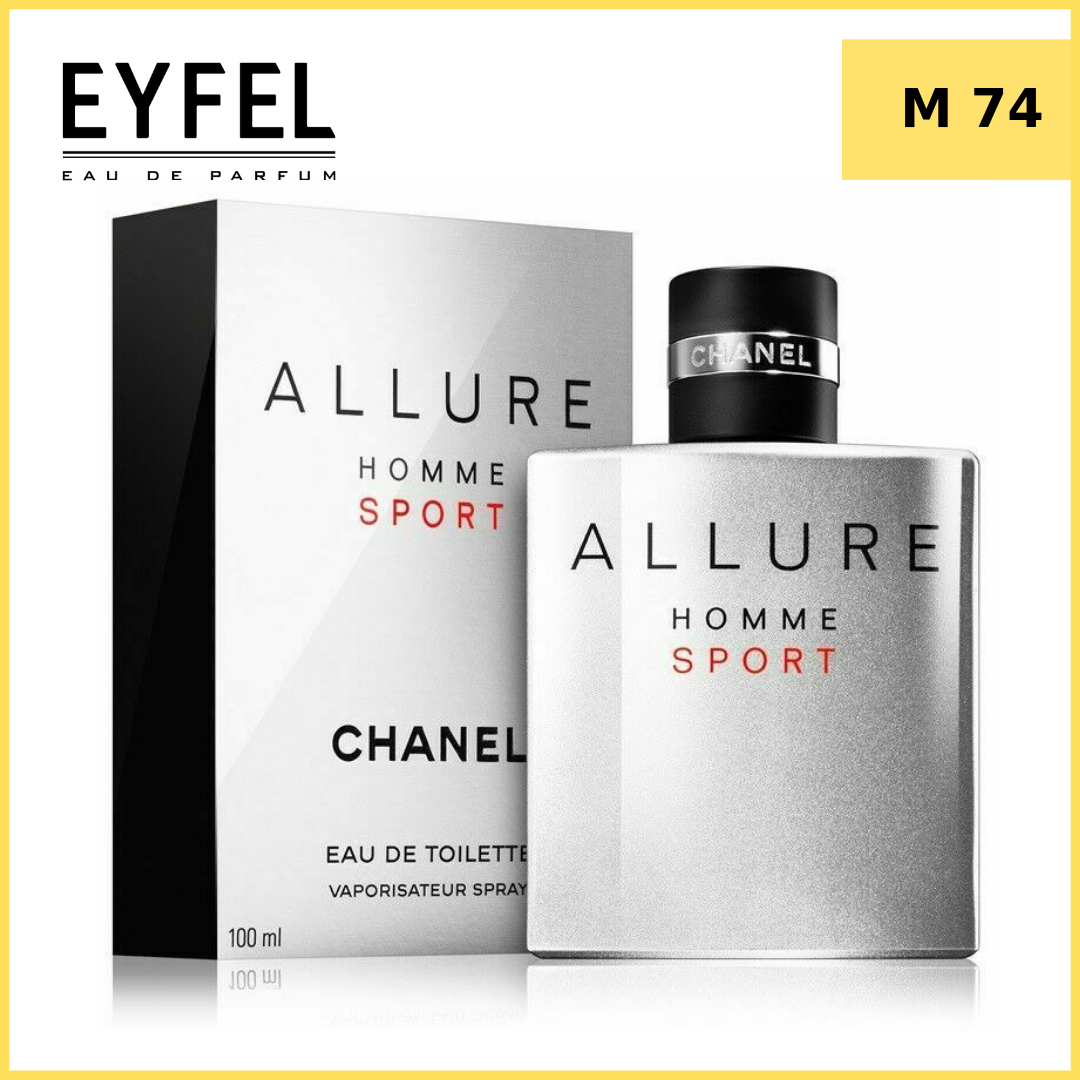 EYFEL
EAU DE PARFUM
M 74
ALLURE
HOMME
SPORT
CHANEL
EAU DE TOILETTE
VAPORISATEUR SPRAY
100 ml
CHANEL
ALLURE
HOMME
SPORT